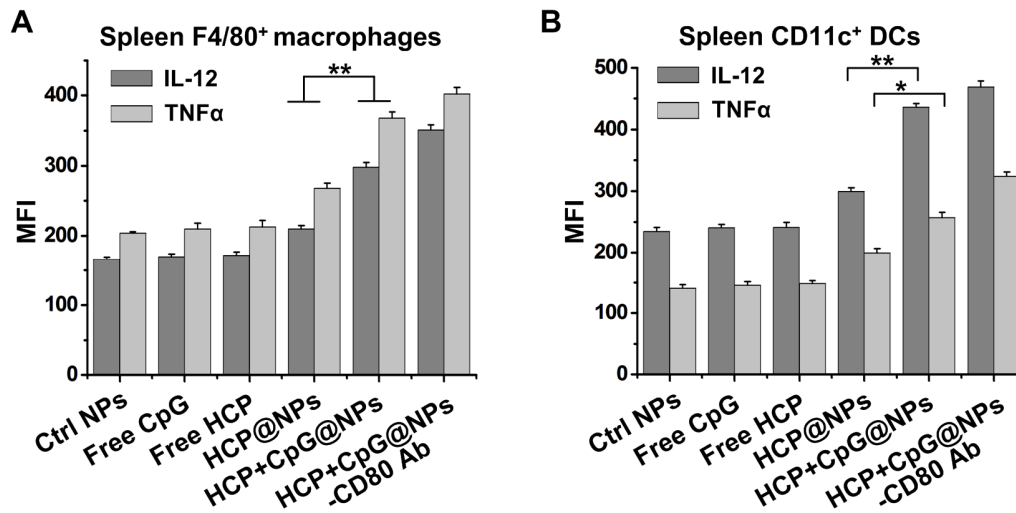 A
Spleen F4/80⁺ macrophages
IL-12
TNFα
**
MFI
400
300
200
100
0
Ctrl NPs
Free CpG
Free HCP
HCP@NPs
HCP+CpG@NPs
HCP+CpG@NPs
-CD80 Ab
B
Spleen CD11c⁺ DCs
IL-12
TNFα
**
*
MFI
500
400
300
200
100
0
Ctrl NPs
Free CpG
Free HCP
HCP@NPs
HCP+CpG@NPs
HCP+CpG@NPs
-CD80 Ab